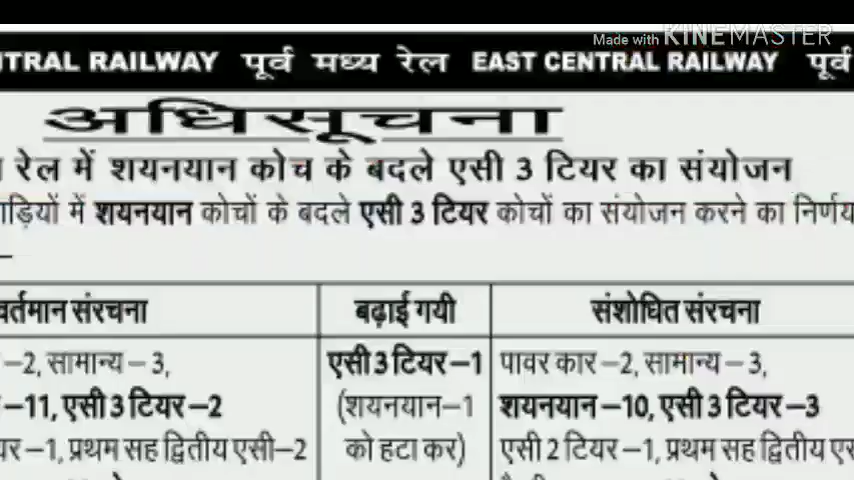 Made with KINEMASTER
TRAL RAILWAY पूर्व मध्य रेल EAST CENTRAL RAILWAY पूर्व
अधिसूचना
रेल में शयनयान कोच के बदले एसी 3 टियर का संयोजन
में शयनयान कोचों के बदले एसी 3 टियर कोचों का संयोजन करने का निर्णय
वर्तमान संरचना बढ़ाई गयी संशोधित संरचना
–2, सामान्य – 3, एसी 3 टियर–1 पावर कार –2, सामान्य –3,
–11, एसी 3 टियर –2 (शयनयान–1 शयनयान –10, एसी 3 टियर –3
–1, प्रथम सह द्वितीय एसी–2 को हटा कर) एसी 2 टियर –1, प्रथम सह द्वितीय